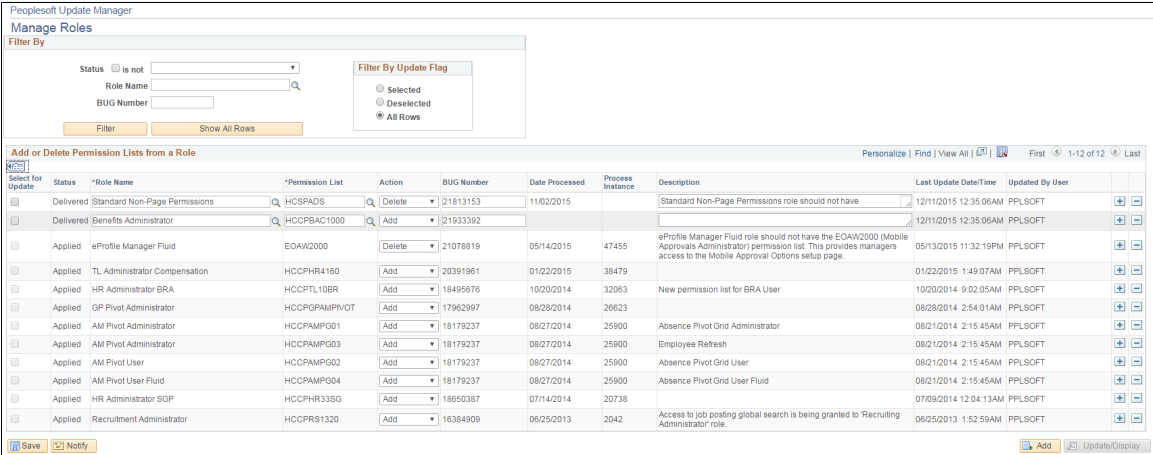 Peoplesoft Update Manager
Manage Roles
Filter By
Status is not
Role Name
BUG Number
Filter Show All Rows
Filter By Update Flag
Selected
Deselected
All Rows
Add or Delete Permission Lists from a Role Personalize | Find | View All | | First 1-12 of 12 Last
Select for Update Status *Role Name *Permission List Action BUG Number Date Processed Process Instance Description Last Update Date/Time Updated By User
Delivered Standard Non-Page Permissions HCSPADS Delete 21813153 11/02/2015 Standard Non-Page Permissions role should not have 12/11/2015 12:35:06AM PPLSOFT
Delivered Benefits Administrator HCCPBAC1000 Add 21933392 12/11/2015 12:35:06AM PPLSOFT
Applied eProfile Manager Fluid EOAW2000 Delete 21078819 05/14/2015 47455 eProfile Manager Fluid role should not have the EOAW2000 (Mobile Approvals Administrator) permission list. This provides managers access to the Mobile Approval Options setup page. 05/13/2015 11:32:19PM PPLSOFT
Applied TL Administrator Compensation HCCPHR4160 Add 20391961 01/22/2015 38479 01/22/2015 1:49:07AM PPLSOFT
Applied HR Administrator BRA HCCPTL10BR Add 18495676 10/20/2014 32063 New permission list for BRA User 10/20/2014 9:02:05AM PPLSOFT
Applied GP Pivot Administrator HCCPGPAMPIVOT Add 17962997 08/28/2014 26623 08/28/2014 2:54:01AM PPLSOFT
Applied AM Pivot Administrator HCCPAMPG01 Add 18179237 08/27/2014 25900 Absence Pivot Grid Administrator 08/21/2014 2:15:45AM PPLSOFT
Applied AM Pivot Administrator HCCPAMPG03 Add 18179237 08/27/2014 25900 Employee Refresh 08/21/2014 2:15:45AM PPLSOFT
Applied AM Pivot User HCCPAMPG02 Add 18179237 08/27/2014 25900 Absence Pivot Grid User 08/21/2014 2:15:45AM PPLSOFT
Applied AM Pivot User Fluid HCCPAMPG04 Add 18179237 08/27/2014 25900 Absence Pivot Grid User Fluid 08/21/2014 2:15:45AM PPLSOFT
Applied HR Administrator SGP HCCPHR33SG Add 18650387 07/14/2014 20738 07/09/2014 12:04:13AM PPLSOFT
Applied Recruitment Administrator HCCPRS1320 Add 16384909 06/25/2013 2042 Access to job posting global search is being granted to 'Recruiting Administrator' role. 06/25/2013 1:52:59AM PPLSOFT
Save Notify Add Update/Display